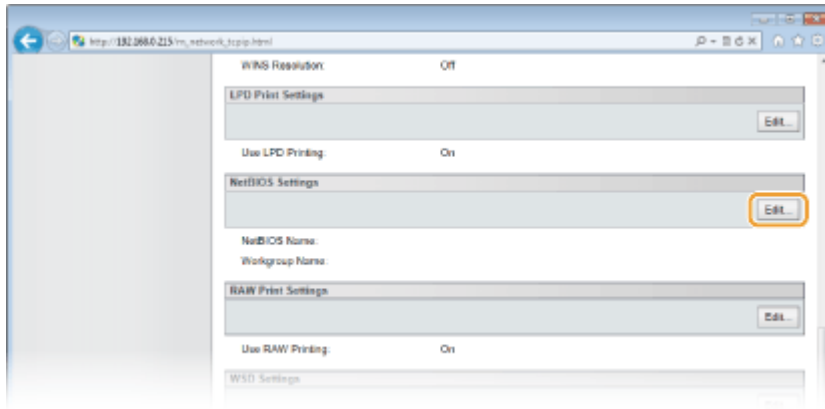 http://192.168.0.215/m_network_tcpip.html
WINS Resolution: Off
LPD Print Settings
Edit...
Use LPD Printing: On
NetBIOS Settings
Edit...
NetBIOS Name:
Workgroup Name:
RAW Print Settings
Edit...
Use RAW Printing: On
WSD Settings
Edit...